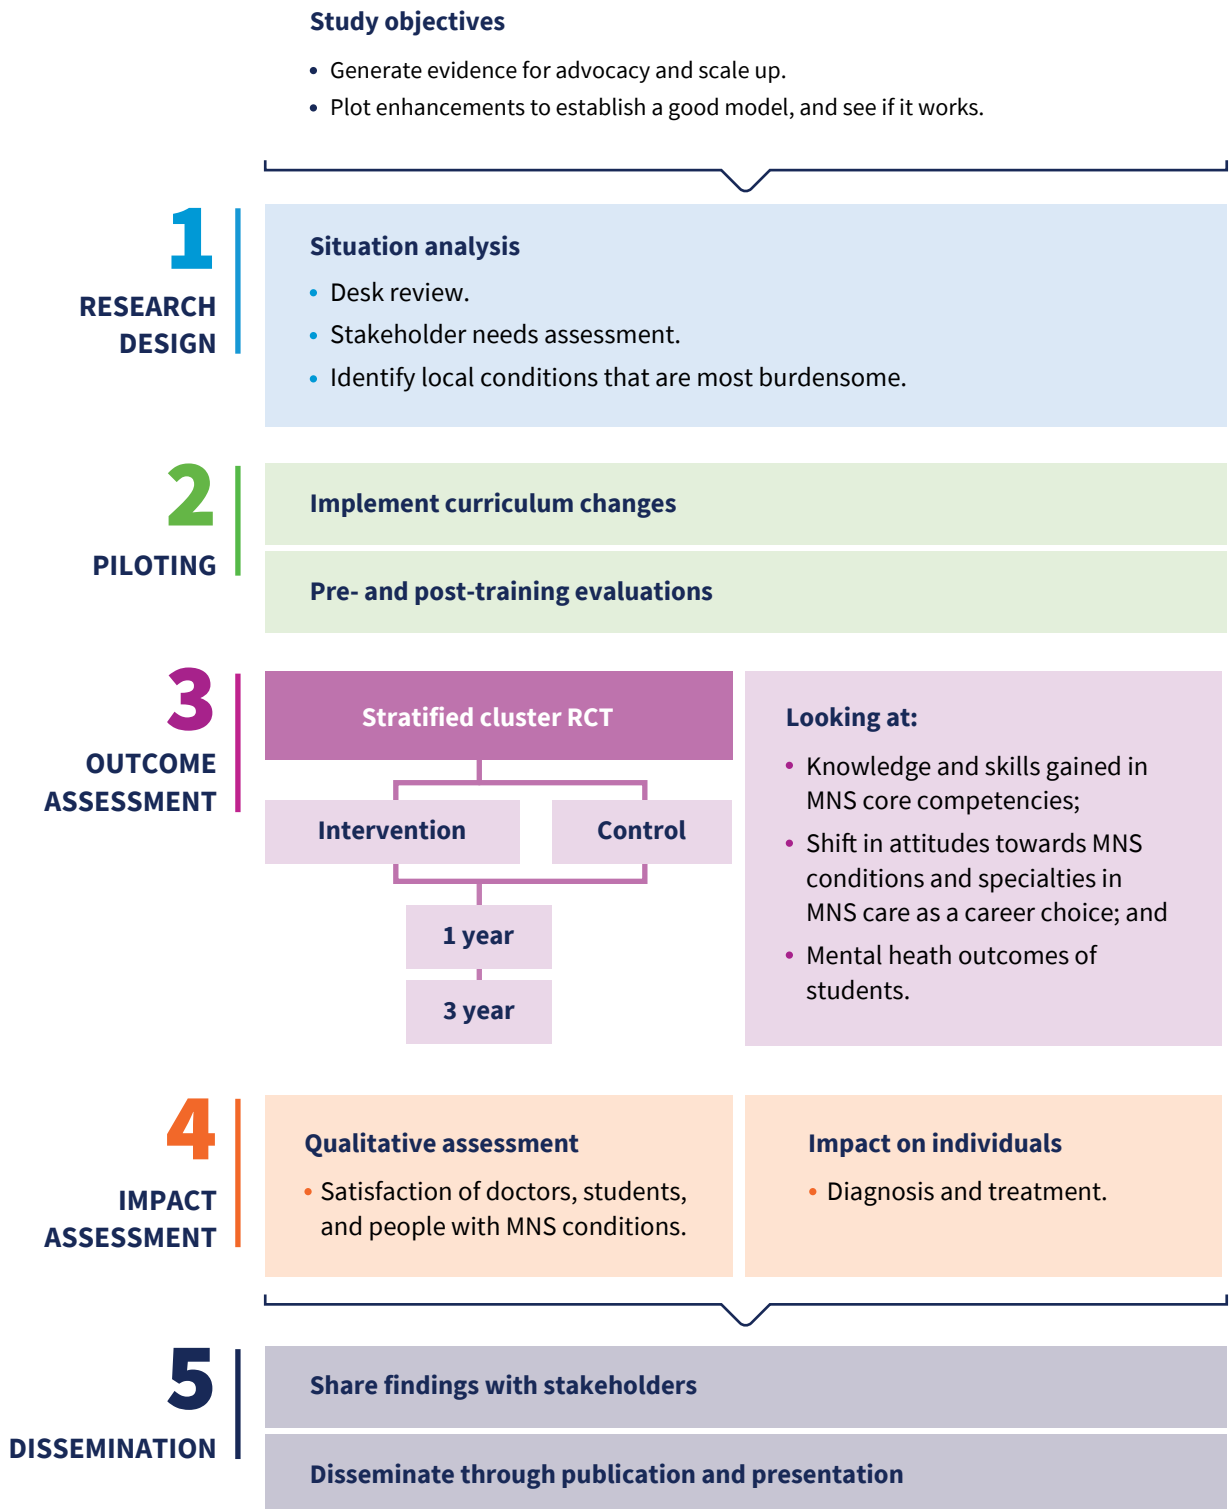 Study objectives
• Generate evidence for advocacy and scale up.
• Plot enhancements to establish a good model, and see if it works.
1
RESEARCH
DESIGN
Situation analysis
• Desk review.
• Stakeholder needs assessment.
• Identify local conditions that are most burdensome.
2
PILOTING
Implement curriculum changes
Pre- and post-training evaluations
3
OUTCOME
ASSESSMENT
Stratified cluster RCT
Intervention
Control
1 year
3 year
Looking at:
• Knowledge and skills gained in
MNS core competencies;
• Shift in attitudes towards MNS
conditions and specialties in
MNS care as a career choice; and
• Mental heath outcomes of
students.
4
IMPACT
ASSESSMENT
Qualitative assessment
• Satisfaction of doctors, students,
and people with MNS conditions.
Impact on individuals
• Diagnosis and treatment.
5
DISSEMINATION
Share findings with stakeholders
Disseminate through publication and presentation